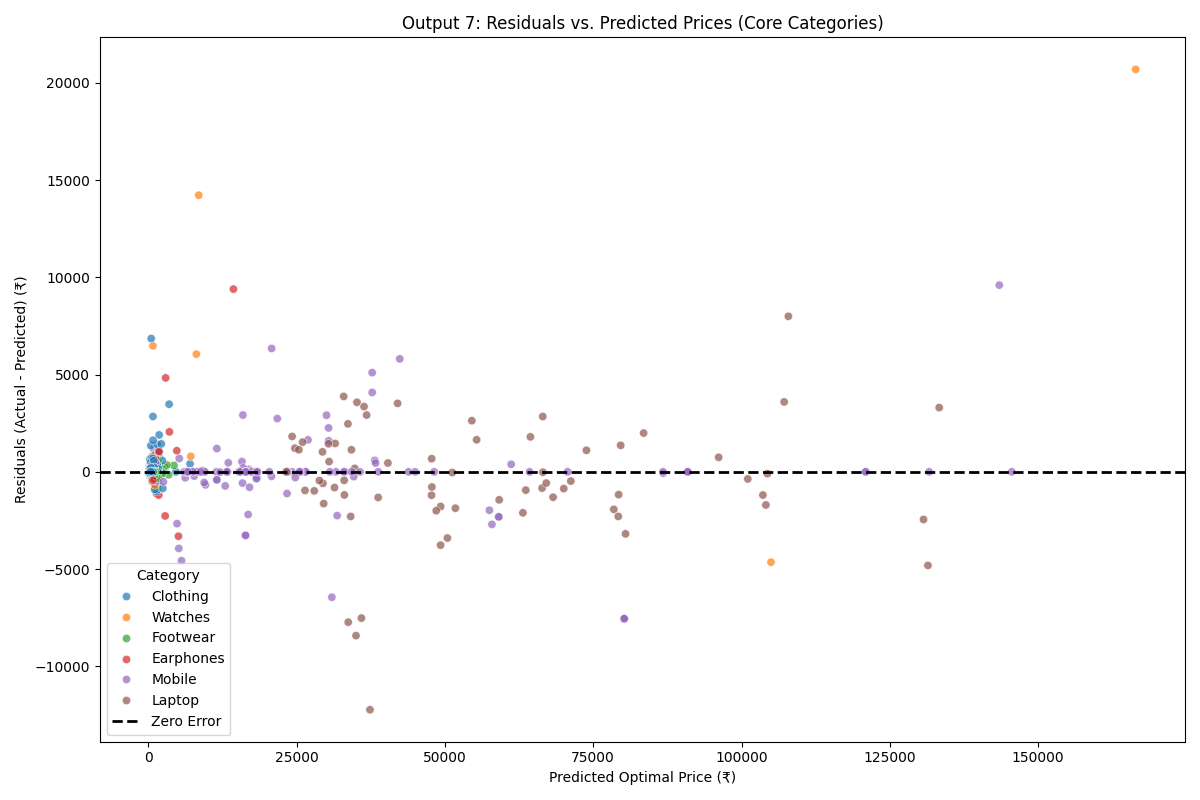 Output 7: Residuals vs. Predicted Prices (Core Categories)
Residuals (Actual - Predicted) (₹)
20000
15000
10000
5000
0
−5000
−10000
Category
Clothing
Watches
Footwear
Earphones
Mobile
Laptop
Zero Error
0
25000
50000
75000
100000
125000
150000
Predicted Optimal Price (₹)